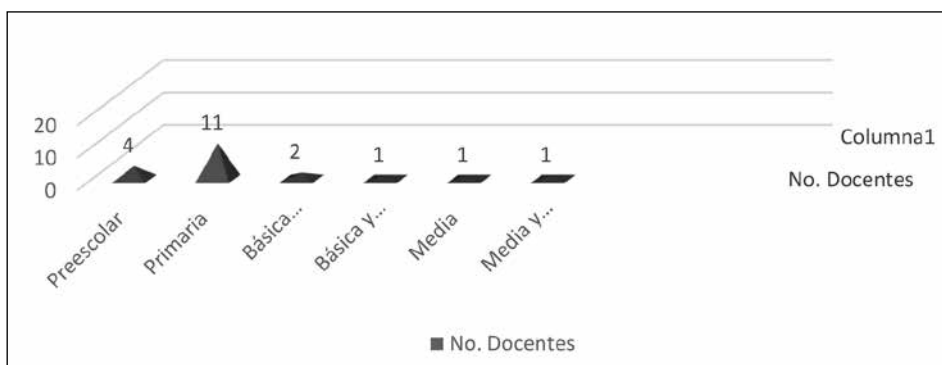 20
10
0
4
11
2
1
1
1
Columna1
No. Docentes
Preescolar
Primaria
Básica...
Básica y...
Media
Media y...
No. Docentes